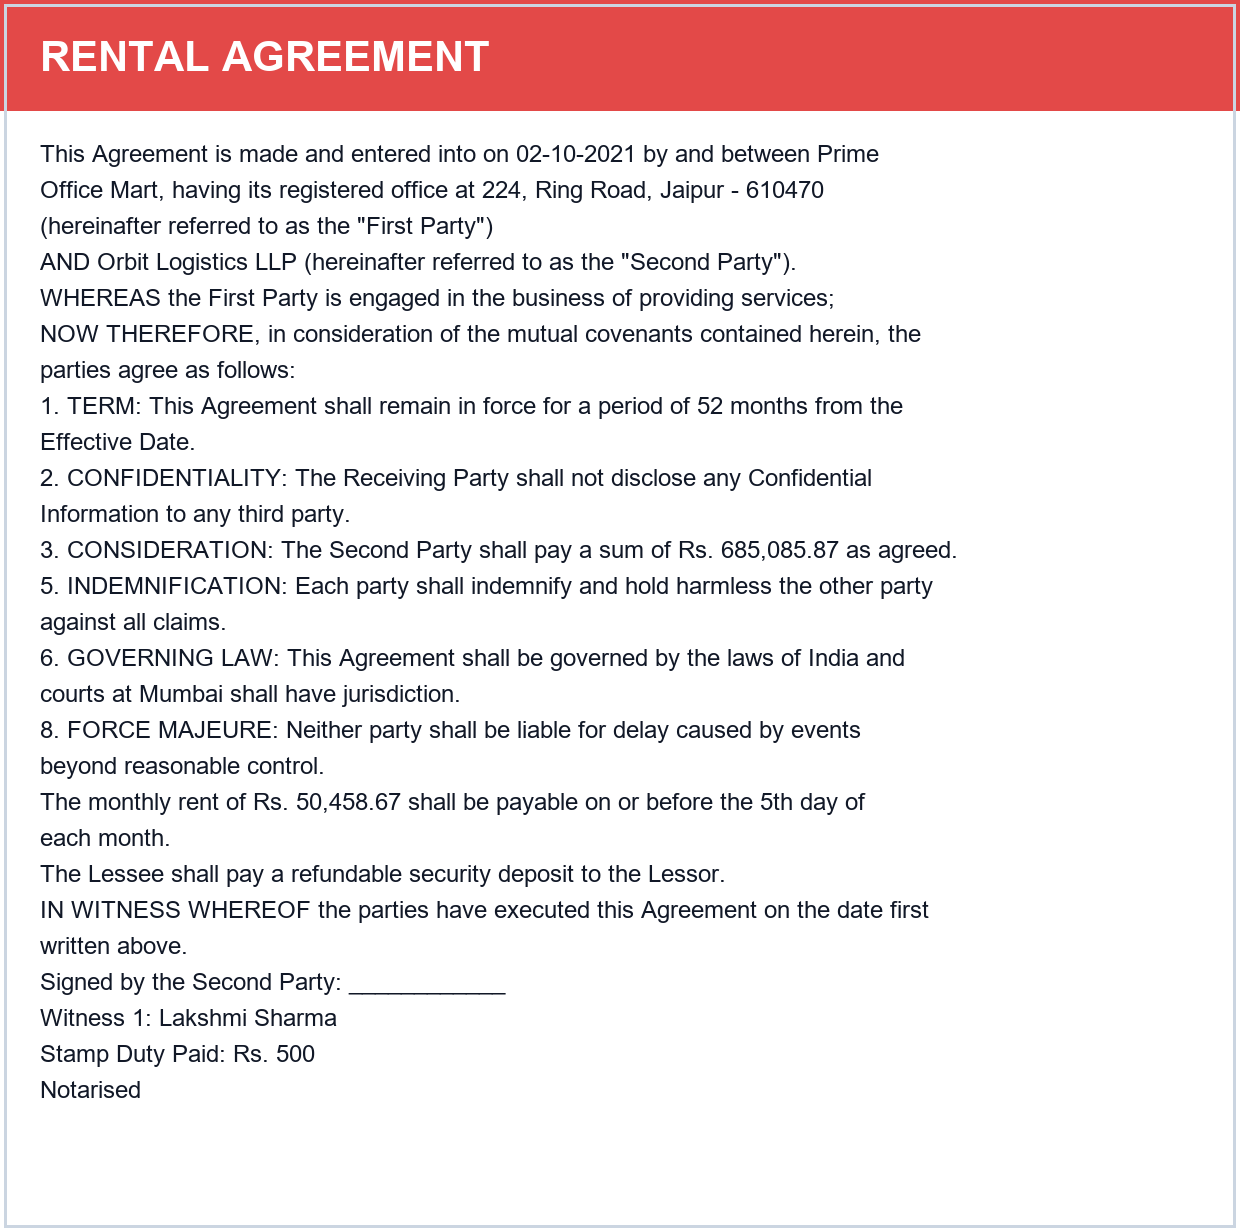 RENTAL AGREEMENT
This Agreement is made and entered into on 02-10-2021 by and between Prime
Office Mart, having its registered office at 224, Ring Road, Jaipur - 610470
(hereinafter referred to as the "First Party")
AND Orbit Logistics LLP (hereinafter referred to as the "Second Party").
WHEREAS the First Party is engaged in the business of providing services;
NOW THEREFORE, in consideration of the mutual covenants contained herein, the
parties agree as follows:
1. TERM: This Agreement shall remain in force for a period of 52 months from the
Effective Date.
2. CONFIDENTIALITY: The Receiving Party shall not disclose any Confidential
Information to any third party.
3. CONSIDERATION: The Second Party shall pay a sum of Rs. 685,085.87 as agreed.
5. INDEMNIFICATION: Each party shall indemnify and hold harmless the other party
against all claims.
6. GOVERNING LAW: This Agreement shall be governed by the laws of India and
courts at Mumbai shall have jurisdiction.
8. FORCE MAJEURE: Neither party shall be liable for delay caused by events
beyond reasonable control.
The monthly rent of Rs. 50,458.67 shall be payable on or before the 5th day of
each month.
The Lessee shall pay a refundable security deposit to the Lessor.
IN WITNESS WHEREOF the parties have executed this Agreement on the date first
written above.
Signed by the Second Party: ____________
Witness 1: Lakshmi Sharma
Stamp Duty Paid: Rs. 500
Notarised